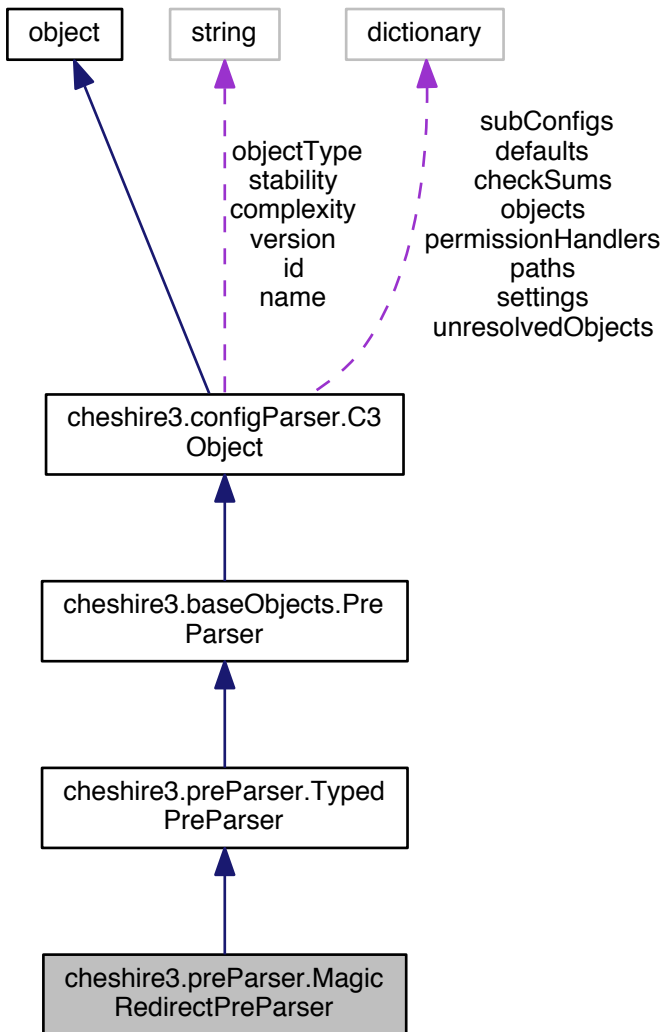 object
string
dictionary
objectType
stability
complexity
version
id
name
subConfigs
defaults
checkSums
objects
permissionHandlers
paths
settings
unresolvedObjects
cheshire3.configParser.C3
Object
cheshire3.baseObjects.Pre
Parser
cheshire3.preParser.Typed
PreParser
cheshire3.preParser.Magic
RedirectPreParser